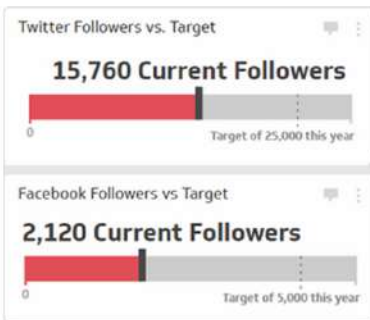 Twitter Followers vs. Target
15,760 Current Followers
0
Target of 25,000 this year
Facebook Followers vs Target
2,120 Current Followers
0
Target of 5,000 this year